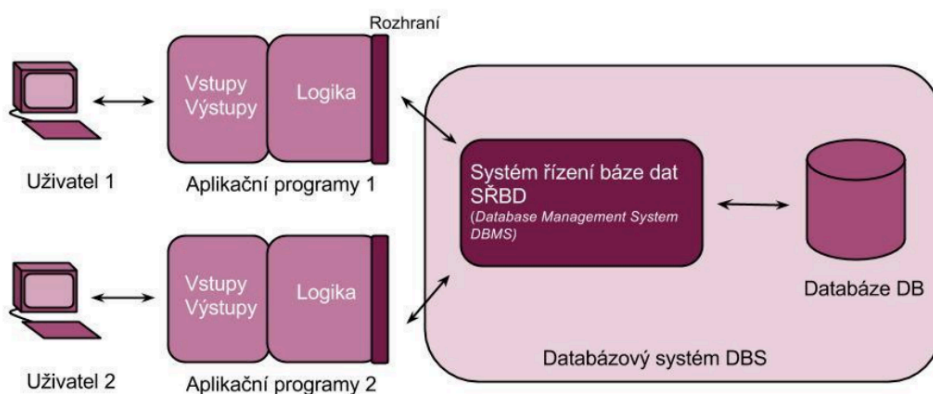 Rozhraní
Vstupy
Výstupy
Logika
Uživatel 1
Aplikační programy 1
Systém řízení báze dat
SŘBD
(Database Management System
DBMS)
Databáze DB
Vstupy
Výstupy
Logika
Uživatel 2
Aplikační programy 2
Databázový systém DBS